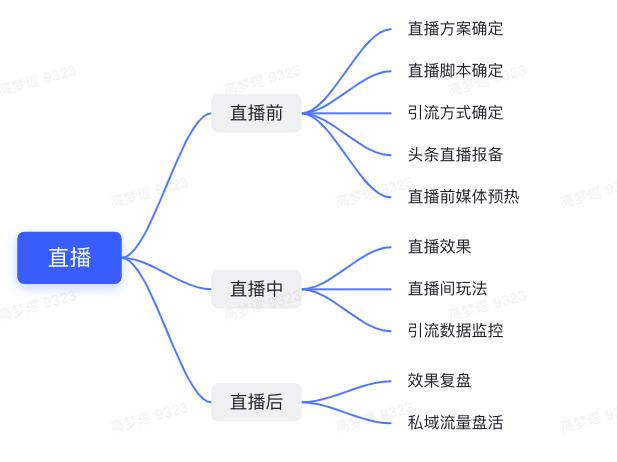 直播
直播前
直播方案确定
直播脚本确定
引流方式确定
头条直播报备
直播前媒体预热
直播中
直播效果
直播间玩法
引流数据监控
直播后
效果复盘
私域流量盘活
高梦瑶 9323